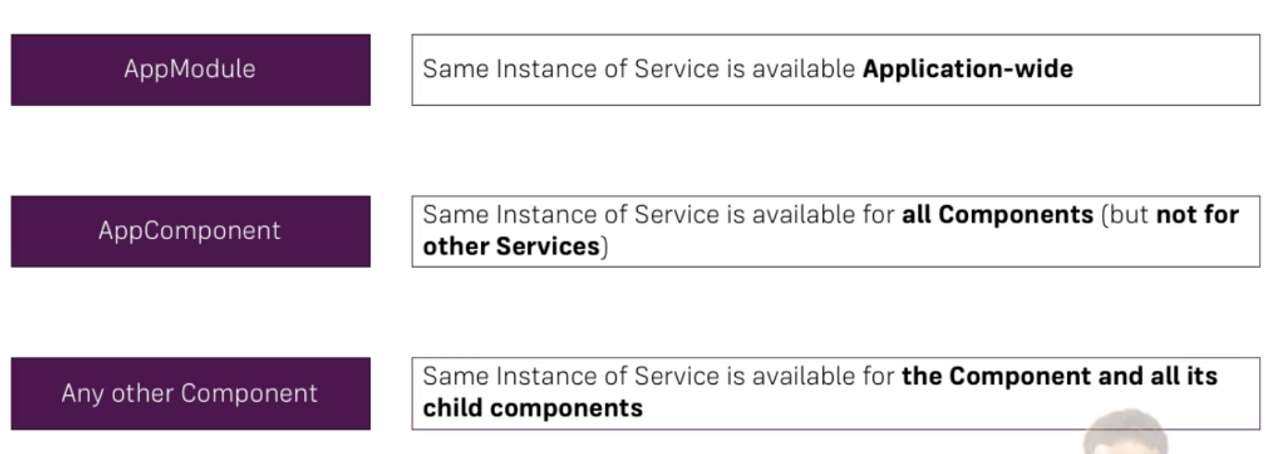 AppModule
Same Instance of Service is available Application-wide
AppComponent
Same Instance of Service is available for all Components (but not for
other Services)
Any other Component
Same Instance of Service is available for the Component and all its
child components